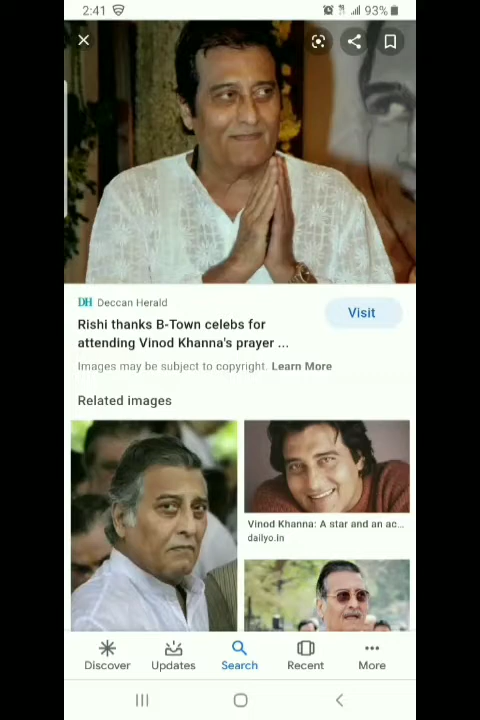 2:41
93%
DH Deccan Herald
Rishi thanks B-Town celebs for
attending Vinod Khanna's prayer ...
Visit
Images may be subject to copyright. Learn More
Related images
Vinod Khanna: A star and an ac...
dailyo.in
Discover Updates Search Recent More